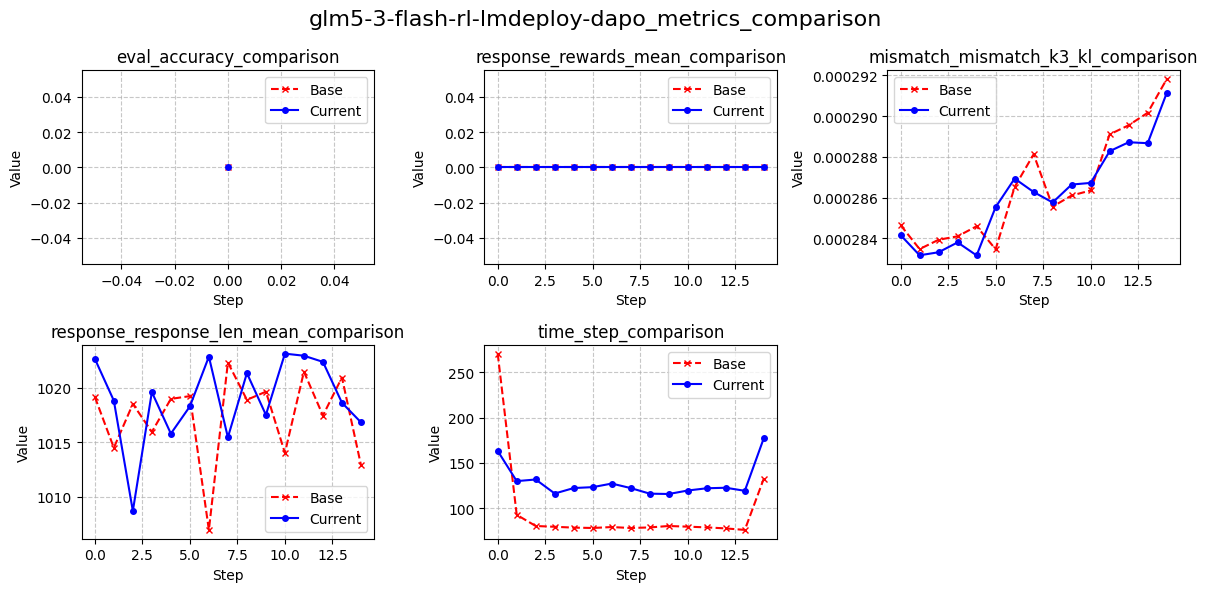 glm5-3-flash-rl-lmdeploy-dapo_metrics_comparison
eval_accuracy_comparison
0.04
0.02
0.00
−0.02
−0.04
Value
Base
Current
−0.04 −0.02 0.00 0.02 0.04
Step
response_rewards_mean_comparison
0.04
0.02
0.00
−0.02
−0.04
Value
Base
Current
0.0 2.5 5.0 7.5 10.0 12.5
Step
mismatch_mismatch_k3_kl_comparison
0.000292
0.000290
0.000288
0.000286
0.000284
Value
Base
Current
0.0 2.5 5.0 7.5 10.0 12.5
Step
response_response_len_mean_comparison
1020
1015
1010
Value
Base
Current
0.0 2.5 5.0 7.5 10.0 12.5
Step
time_step_comparison
250
200
150
100
Value
Base
Current
0.0 2.5 5.0 7.5 10.0 12.5
Step